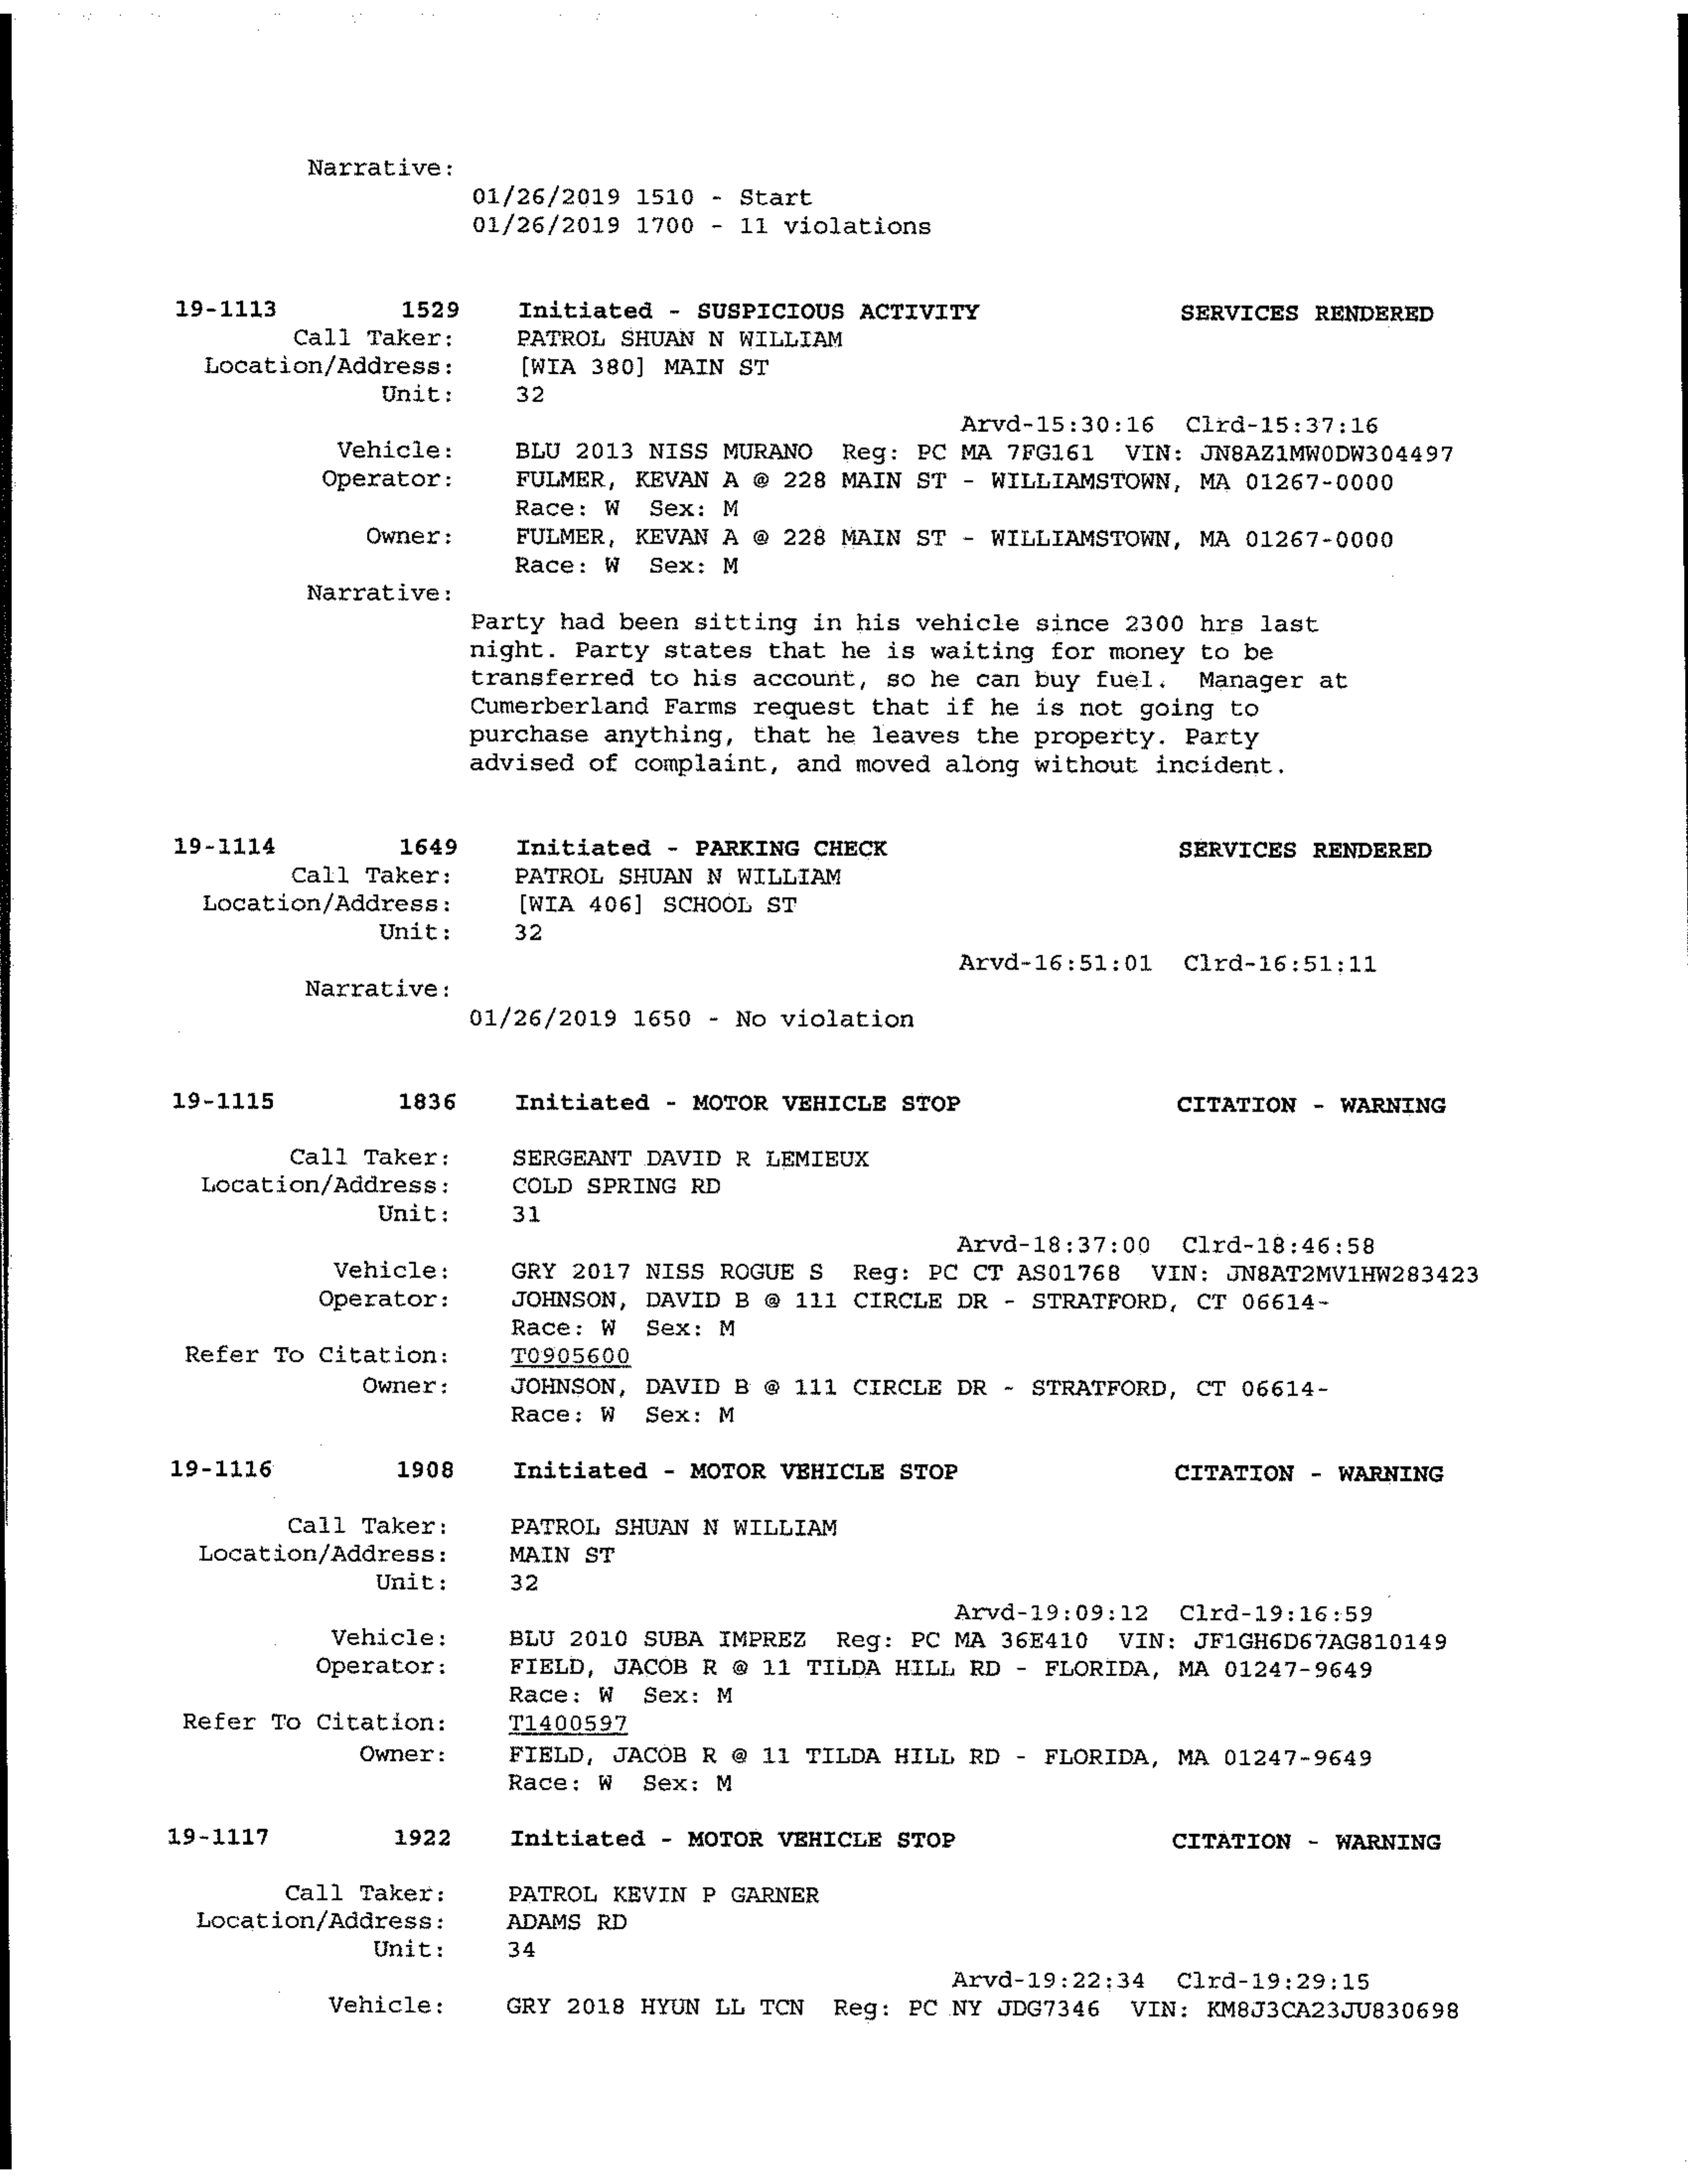 Narrative:
01/26/2019 1510 - Start
01/26/2019 1700 - 11 violations
19-1113 1529 Initiated - SUSPICIOUS ACTIVITY SERVICES RENDERED
Call Taker: PATROL SHUAN N WILLIAM
Location/Address: [WIA 380] MAIN ST
Unit: 32
Arvd-15:30:16 Clrd-15:37:16
Vehicle: BLU 2013 NISS MURANO Reg: PC MA 7FG161 VIN: JN8AZ1MW0DW304497
Operator: FULMER, KEVAN A @ 228 MAIN ST - WILLIAMSTOWN, MA 01267-0000
Race: W Sex: M
Owner: FULMER, KEVAN A @ 228 MAIN ST - WILLIAMSTOWN, MA 01267-0000
Race: W Sex: M
Narrative:
Party had been sitting in his vehicle since 2300 hrs last
night. Party states that he is waiting for money to be
transferred to his account, so he can buy fuel. Manager at
Cumerberland Farms request that if he is not going to
purchase anything, that he leaves the property. Party
advised of complaint, and moved along without incident.
19-1114 1649 Initiated - PARKING CHECK SERVICES RENDERED
Call Taker: PATROL SHUAN N WILLIAM
Location/Address: [WIA 406] SCHOOL ST
Unit: 32
Arvd-16:51:01 Clrd-16:51:11
Narrative:
01/26/2019 1650 - No violation
19-1115 1836 Initiated - MOTOR VEHICLE STOP CITATION - WARNING
Call Taker: SERGEANT DAVID R LEMIEUX
Location/Address: COLD SPRING RD
Unit: 31
Arvd-18:37:00 Clrd-18:46:58
Vehicle: GRY 2017 NISS ROGUE S Reg: PC CT AS01768 VIN: JN8AT2MV1HW283423
Operator: JOHNSON, DAVID B @ 111 CIRCLE DR - STRATFORD, CT 06614-
Race: W Sex: M
Refer To Citation: T0905600
Owner: JOHNSON, DAVID B @ 111 CIRCLE DR - STRATFORD, CT 06614-
Race: W Sex: M
19-1116 1908 Initiated - MOTOR VEHICLE STOP CITATION - WARNING
Call Taker: PATROL SHUAN N WILLIAM
Location/Address: MAIN ST
Unit: 32
Arvd-19:09:12 Clrd-19:16:59
Vehicle: BLU 2010 SUBA IMPREZ Reg: PC MA 36E410 VIN: JF1GH6D67AG810149
Operator: FIELD, JACOB R @ 11 TILDA HILL RD - FLORIDA, MA 01247-9649
Race: W Sex: M
Refer To Citation: T1400597
Owner: FIELD, JACOB R @ 11 TILDA HILL RD - FLORIDA, MA 01247-9649
Race: W Sex: M
19-1117 1922 Initiated - MOTOR VEHICLE STOP CITATION - WARNING
Call Taker: PATROL KEVIN P GARNER
Location/Address: ADAMS RD
Unit: 34
Arvd-19:22:34 Clrd-19:29:15
Vehicle: GRY 2018 HYUN LL TCN Reg: PC NY JDG7346 VIN: KM8J3CA23JU830698